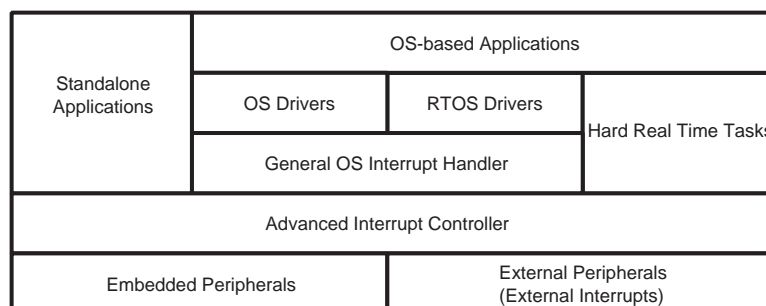 OS-based Applications
Standalone
Applications
OS Drivers
RTOS Drivers
Hard Real Time Tasks
General OS Interrupt Handler
Advanced Interrupt Controller
Embedded Peripherals
External Peripherals
(External Interrupts)